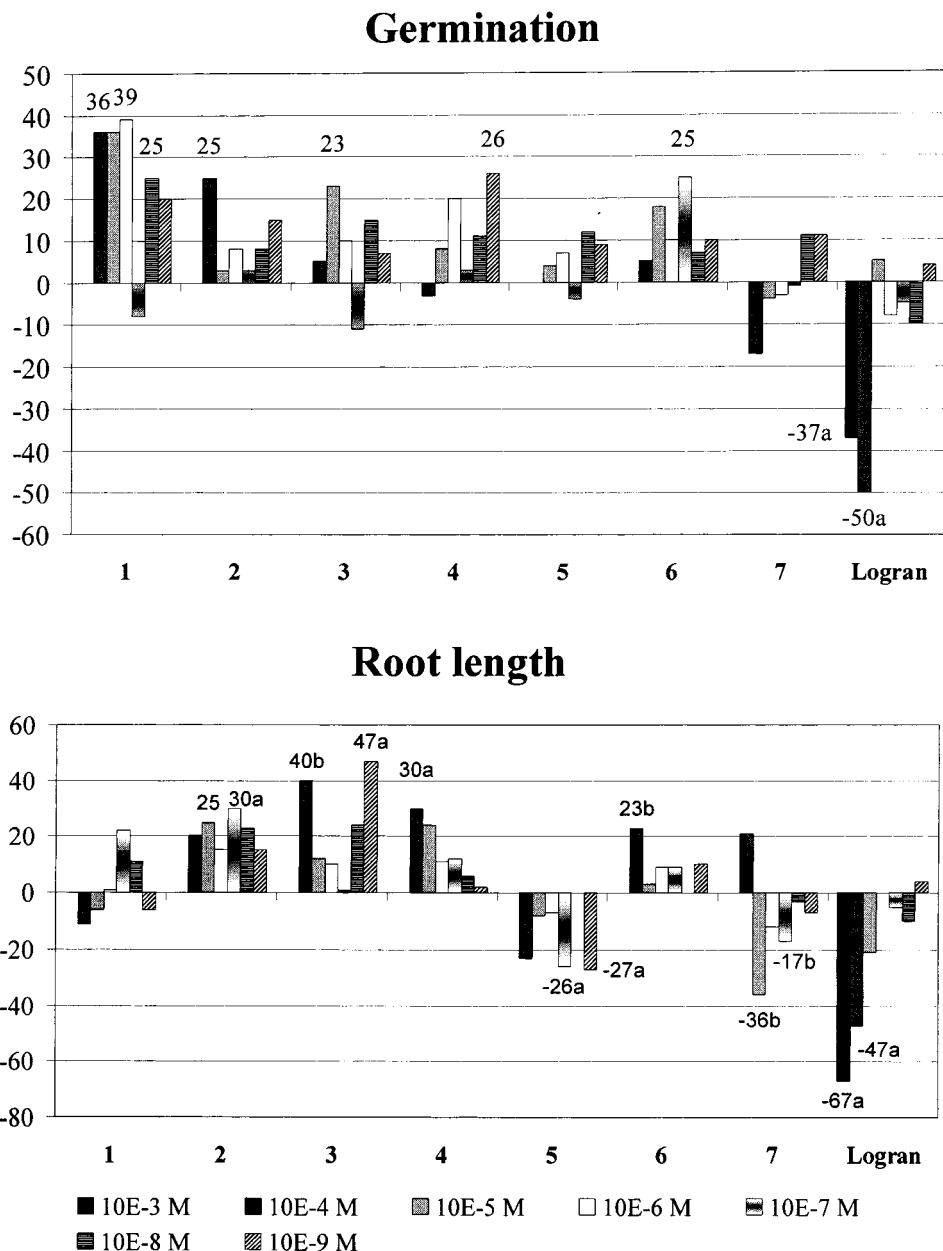 Germination
50
40
30
20
10
0
-10
-20
-30
-40
-50
-60
36 39
25
25
23
26
25
-37a
-50a
1 2 3 4 5 6 7 Logran
Root length
60
40
20
0
-20
-40
-60
-80
25
30a
40b
47a
30a
-26a
-27a
23b
-36b
-17b
-67a
-47a
1 2 3 4 5 6 7 Logran
10E-3 M 10E-4 M 10E-5 M 10E-6 M 10E-7 M
10E-8 M 10E-9 M